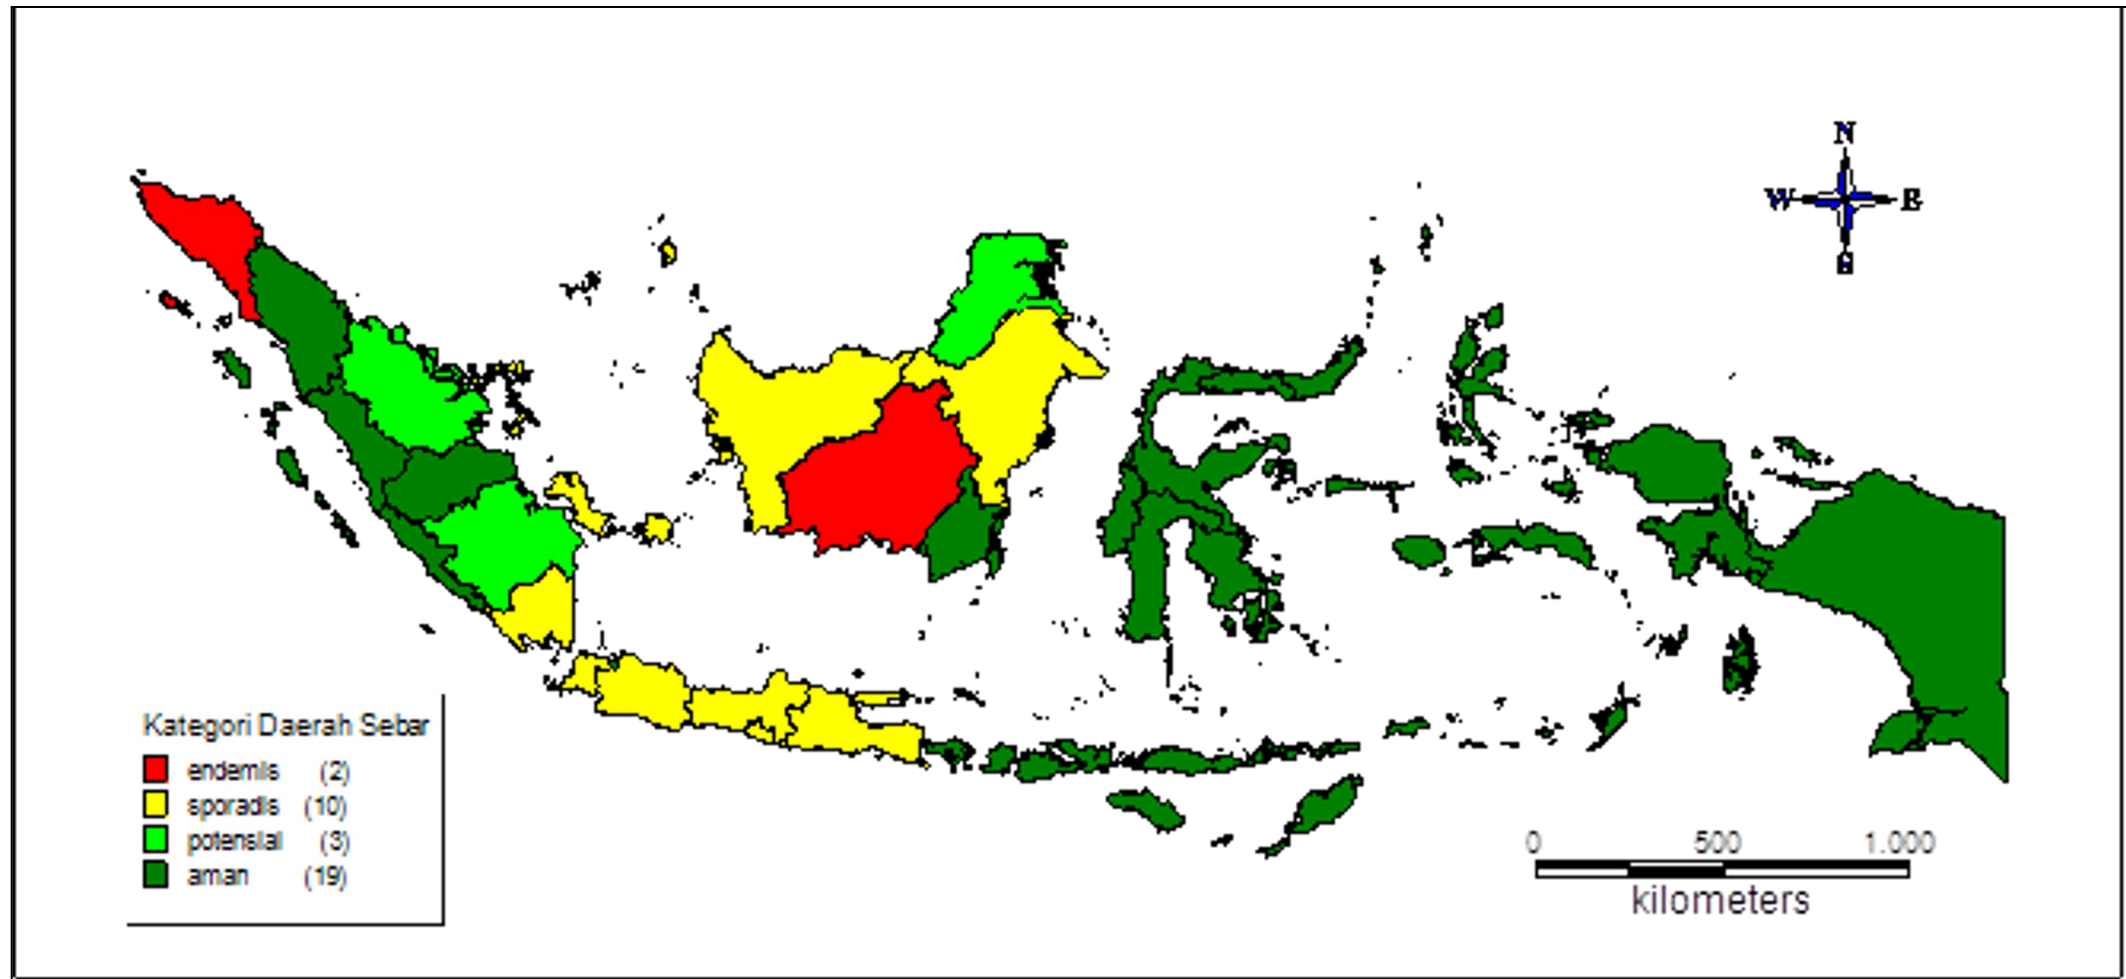 N
W E
S
Kategori Daerah Sebar
endemis (2)
sporadis (10)
potensial (3)
aman (19)
0 500 1.000
kilometers